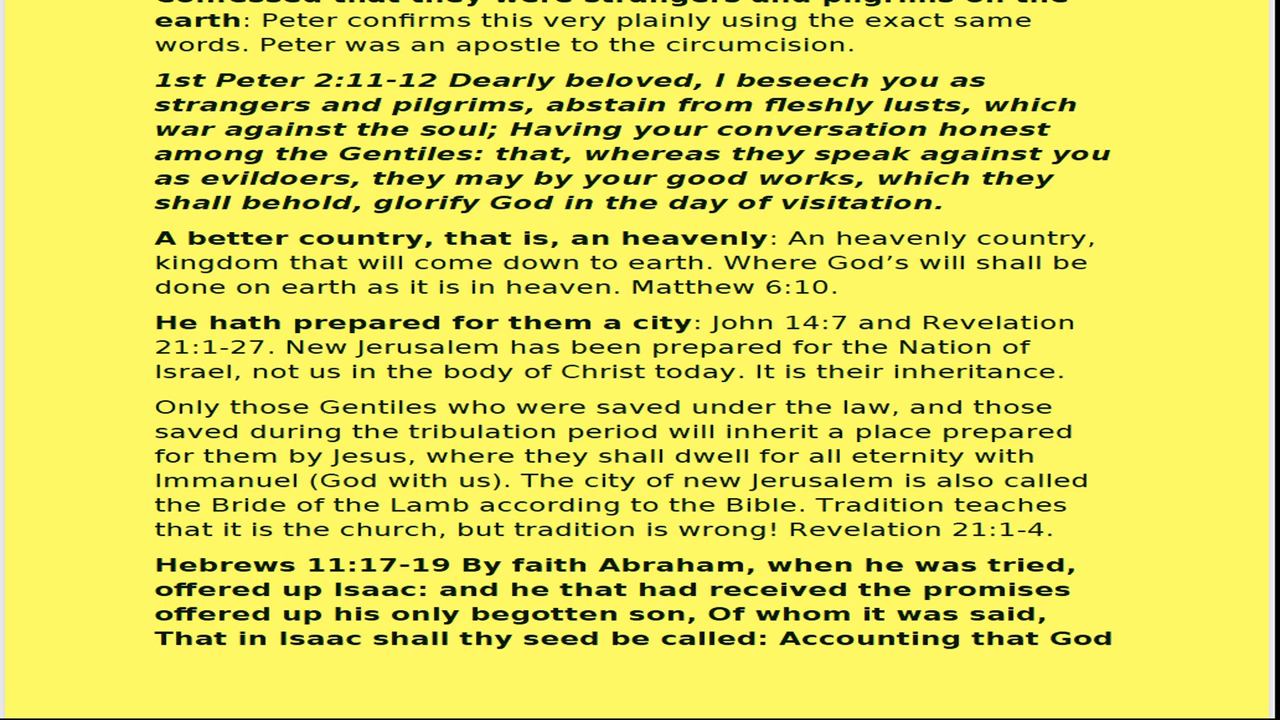 Confessed that they were strangers and pilgrims on the
earth: Peter confirms this very plainly using the exact same
words. Peter was an apostle to the circumcision.
1st Peter 2:11-12 Dearly beloved, I beseech you as
strangers and pilgrims, abstain from fleshly lusts, which
war against the soul; Having your conversation honest
among the Gentiles: that, whereas they speak against you
as evildoers, they may by your good works, which they
shall behold, glorify God in the day of visitation.
A better country, that is, an heavenly: An heavenly country,
kingdom that will come down to earth. Where God’s will shall be
done on earth as it is in heaven. Matthew 6:10.
He hath prepared for them a city: John 14:7 and Revelation
21:1-27. New Jerusalem has been prepared for the Nation of
Israel, not us in the body of Christ today. It is their inheritance.
Only those Gentiles who were saved under the law, and those
saved during the tribulation period will inherit a place prepared
for them by Jesus, where they shall dwell for all eternity with
Immanuel (God with us). The city of new Jerusalem is also called
the Bride of the Lamb according to the Bible. Tradition teaches
that it is the church, but tradition is wrong! Revelation 21:1-4.
Hebrews 11:17-19 By faith Abraham, when he was tried,
offered up Isaac: and he that had received the promises
offered up his only begotten son, Of whom it was said,
That in Isaac shall thy seed be called: Accounting that God